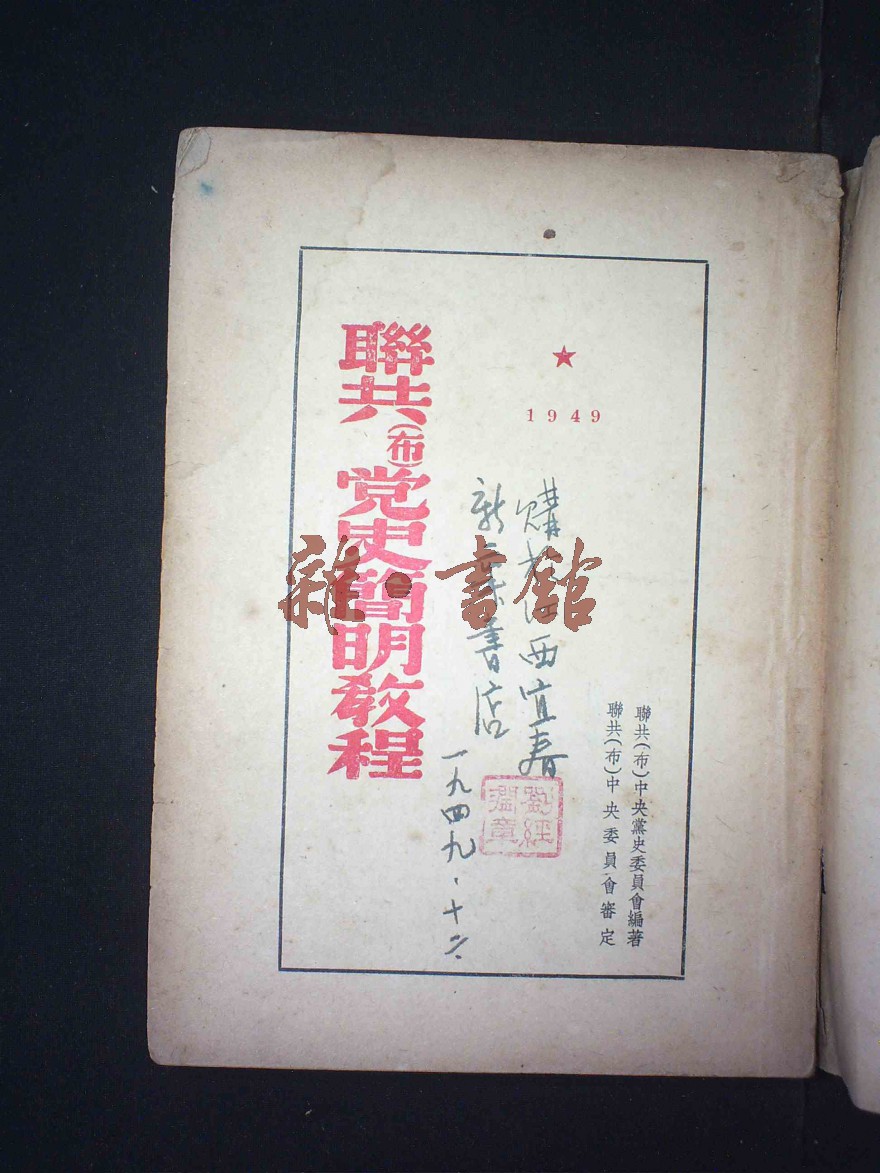 ★
1949
聯共(布)中央黨史委員會編著
聯共(布)中央委員會審定
購於江西宜春
新華書店
一九四九.十二
劉經
潤章
聯共(布)党史簡明教程
雜·書館